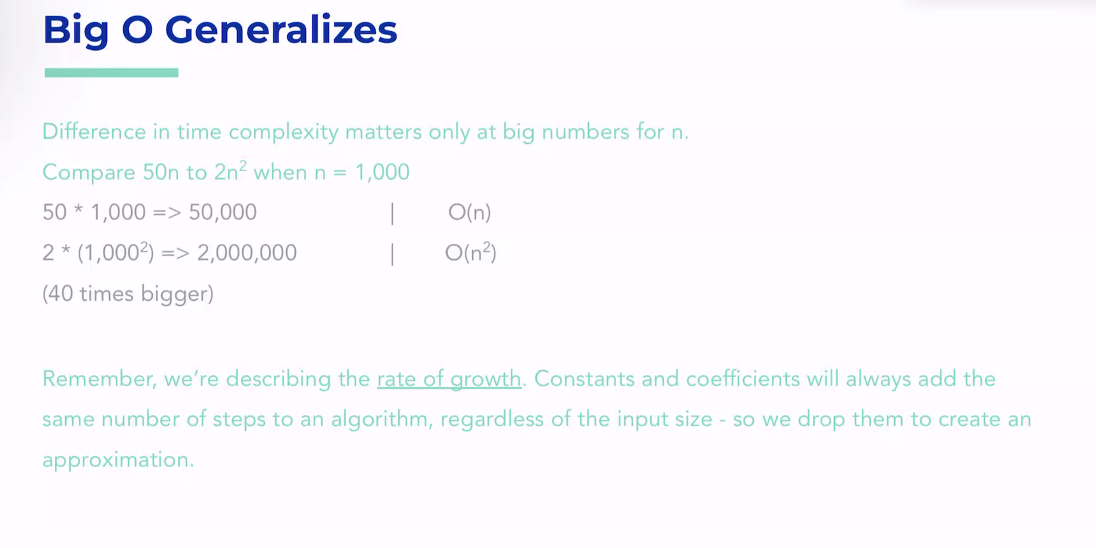 Big O Generalizes
Difference in time complexity matters only at big numbers for n.
Compare 50n to 2n² when n = 1,000
50 * 1,000 => 50,000 | O(n)
2 * (1,000²) => 2,000,000 | O(n²)
(40 times bigger)
Remember, we’re describing the rate of growth. Constants and coefficients will always add the
same number of steps to an algorithm, regardless of the input size - so we drop them to create an
approximation.